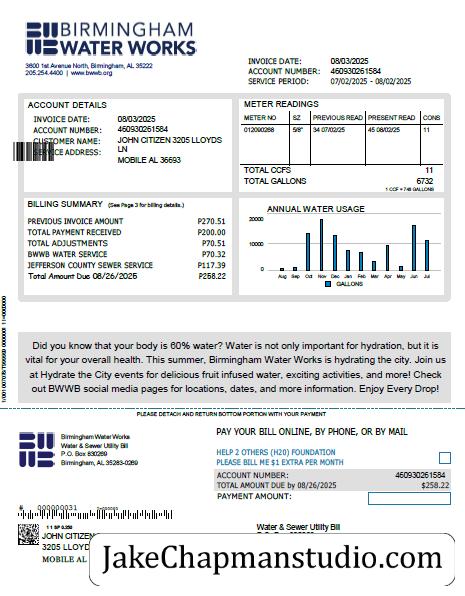 BIRMINGHAM
WATER WORKS
3600 1st Avenue North, Birmingham, AL 35222
205.254.4400 | www.bwwb.org
INVOICE DATE: 08/03/2025
ACCOUNT NUMBER: 460930261584
SERVICE PERIOD: 07/02/2025 - 08/02/2025
ACCOUNT DETAILS
INVOICE DATE: 08/03/2025
ACCOUNT NUMBER: 460930261584
CUSTOMER NAME: JOHN CITIZEN 3205 LLOYDS
LN
ADDRESS:
MOBILE AL 36693
METER READINGS
METER NO SZ PREVIOUS READ PRESENT READ CONS
012090288 5/8" 34 07/02/25 45 08/02/25 11
TOTAL CCFS 11
TOTAL GALLONS 6732
1 CCF = 748 GALLONS
BILLING SUMMARY (See Page 3 for billing details.)
PREVIOUS INVOICE AMOUNT P270.51
TOTAL PAYMENT RECEIVED P200.00
TOTAL ADJUSTMENTS P70.51
BWWB WATER SERVICE P70.32
JEFFERSON COUNTY SEWER SERVICE P117.39
Total Amount Due 08/26/2025 P258.22
ANNUAL WATER USAGE
20000
10000
0
Aug Sep Oct Nov Dec Jan Feb Mar Apr May Jun Jul
GALLONS
Did you know that your body is 60% water? Water is not only important for hydration, but it is
vital for your overall health. This summer, Birmingham Water Works is hydrating the city. Join us
at Hydrate the City events for delicious fruit infused water, exciting activities, and more! Check
out BWWB social media pages for locations, dates, and more information. Enjoy Every Drop!
PLEASE DETACH AND RETURN BOTTOM PORTION WITH YOUR PAYMENT
Birmingham Water Works
Water & Sewer Utility Bill
P.O. Box 830269
Birmingham, AL 35283-0269
PAY YOUR BILL ONLINE, BY PHONE, OR BY MAIL
HELP 2 OTHERS (H20) FOUNDATION
PLEASE BILL ME $1 EXTRA PER MONTH
ACCOUNT NUMBER: 460930261584
TOTAL AMOUNT DUE by 08/26/2025 $258.22
PAYMENT AMOUNT:
# 000000031
JOHN CITIZEN
3205 LLOYD
MOBILE AL
Water & Sewer Utility Bill
JakeChapmanstudio.com